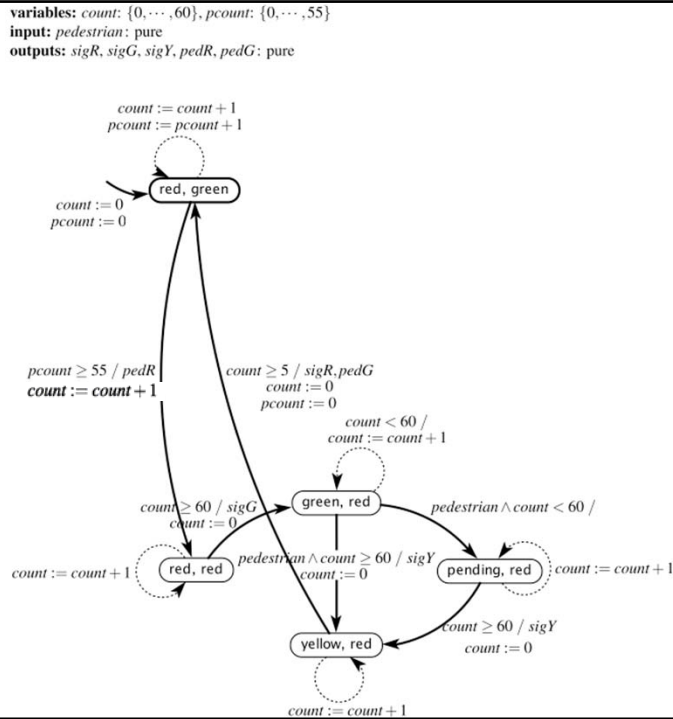 variables: count: {0,⋯,60}, pcount: {0,⋯,55}
input: pedestrian: pure
outputs: sigR, sigG, sigY, pedR, pedG: pure
count := count + 1
pcount := pcount + 1
red, green
count := 0
pcount := 0
pcount ≥ 55 / pedR
count := count + 1
count ≥ 5 / sigR, pedG
count := 0
pcount := 0
count < 60 /
count := count + 1
count ≥ 60 / sigG
count := 0
green, red
pedestrian ∧ count < 60 /
pedestrian ∧ count ≥ 60 / sigY
count := 0
count := count + 1
red, red
pending, red
count := count + 1
count ≥ 60 / sigY
count := 0
yellow, red
count := count + 1